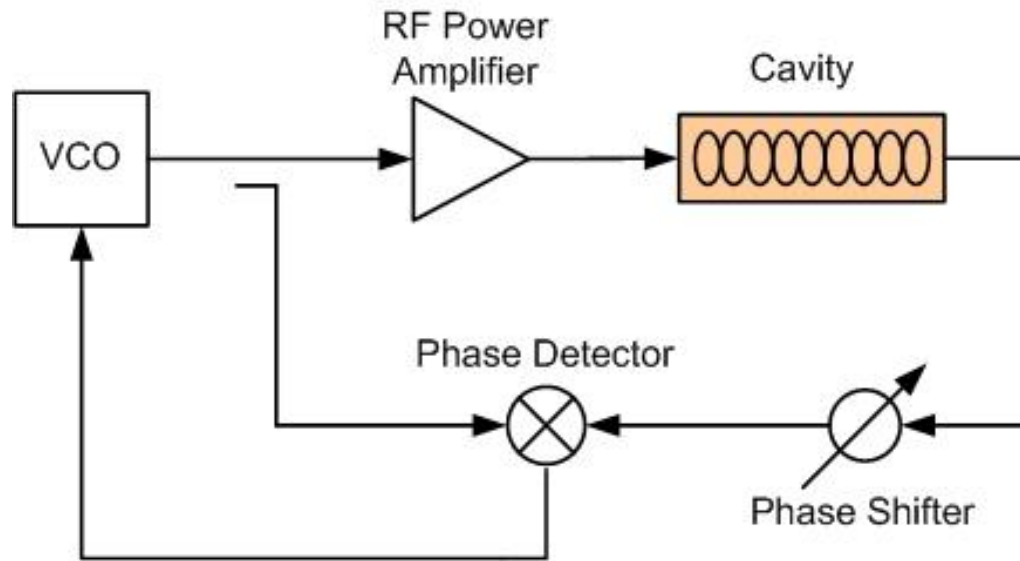 RF Power
Amplifier
Cavity
VCO
Phase Detector
Phase Shifter